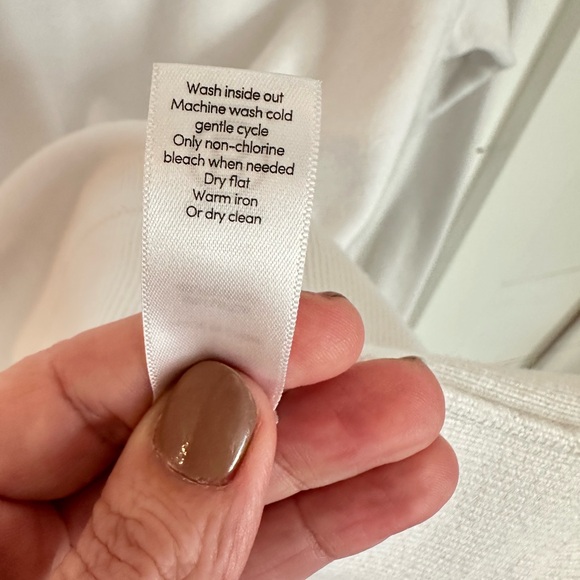 Wash inside out
Machine wash cold
gentle cycle
Only non-chlorine
bleach when needed
Dry flat
Warm iron
Or dry clean